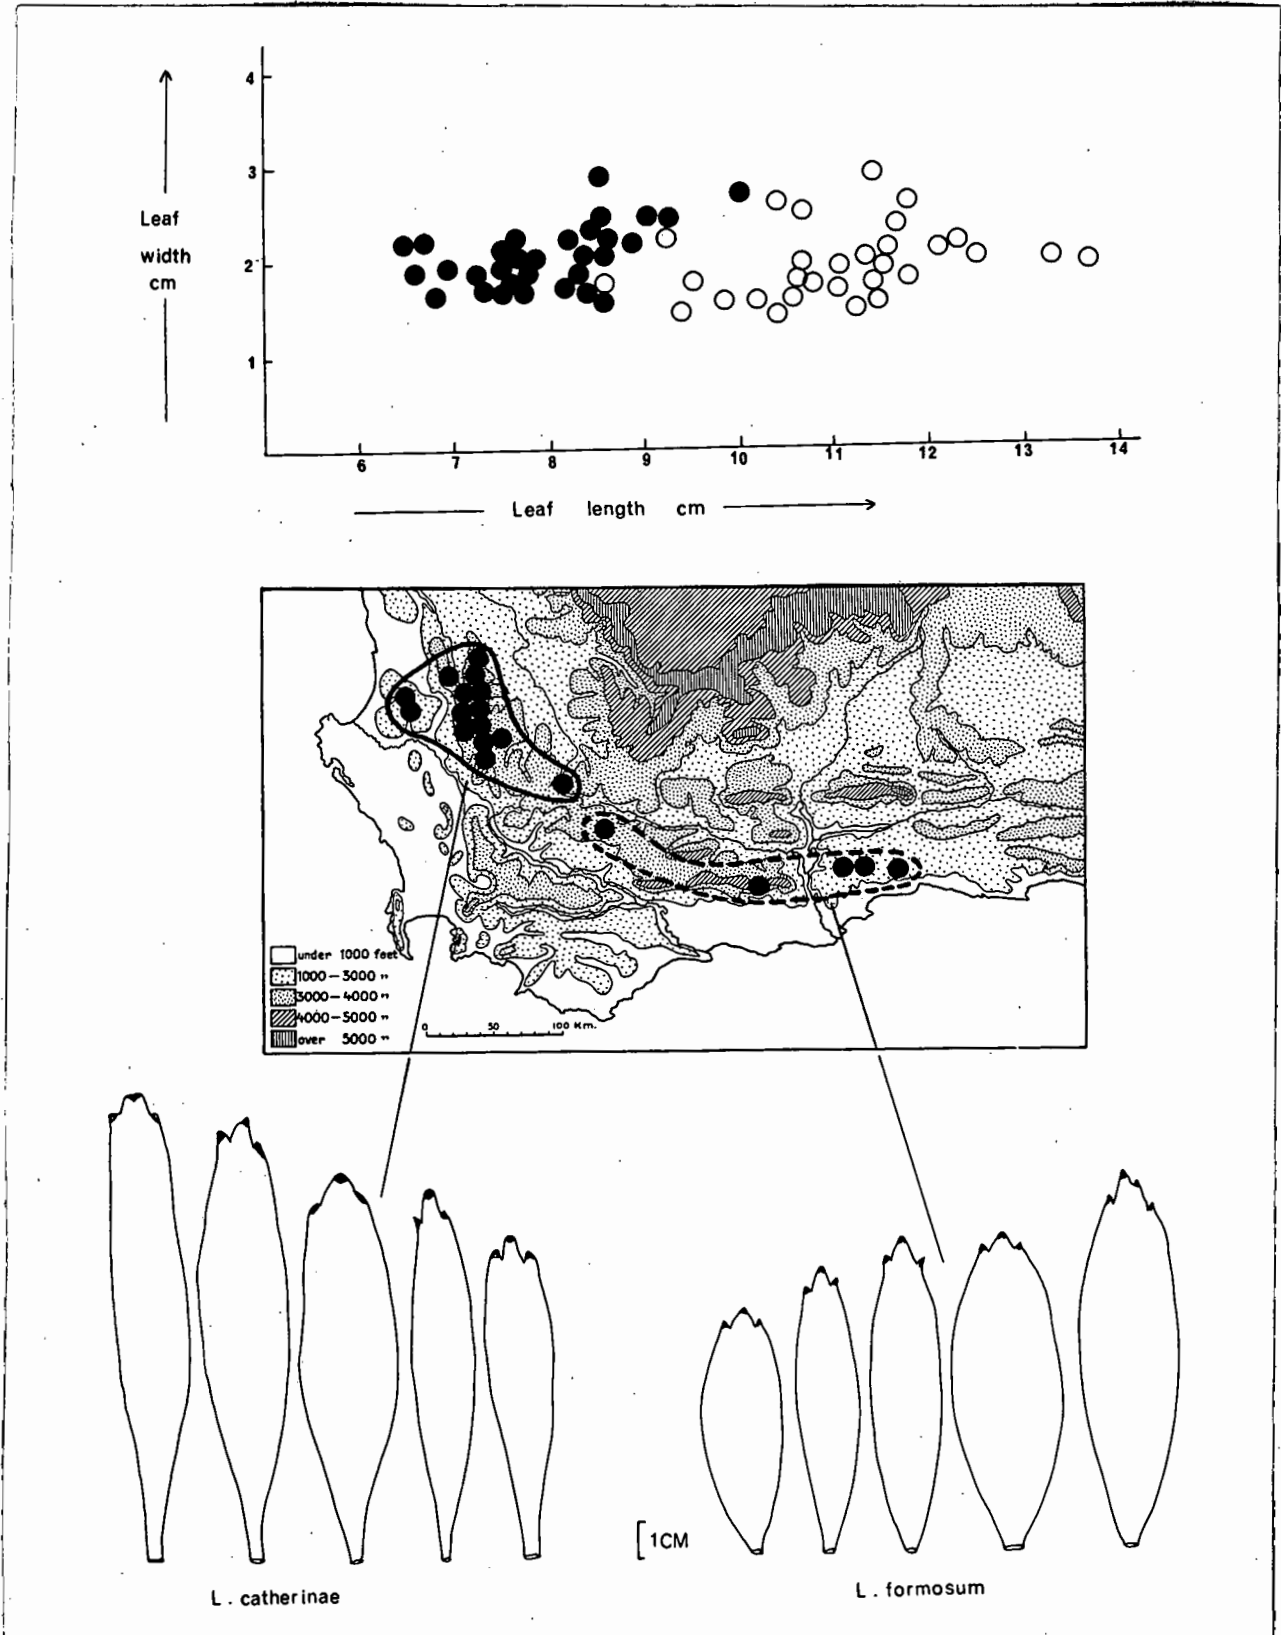 4
3
2
1
Leaf
width
cm
6 7 8 9 10 11 12 13 14
Leaf length cm
under 1000 feet
1000-3000 "
3000-4000 "
4000-5000 "
over 5000 "
0 50 100 Km.
1CM
L. catherinae
L. formosum